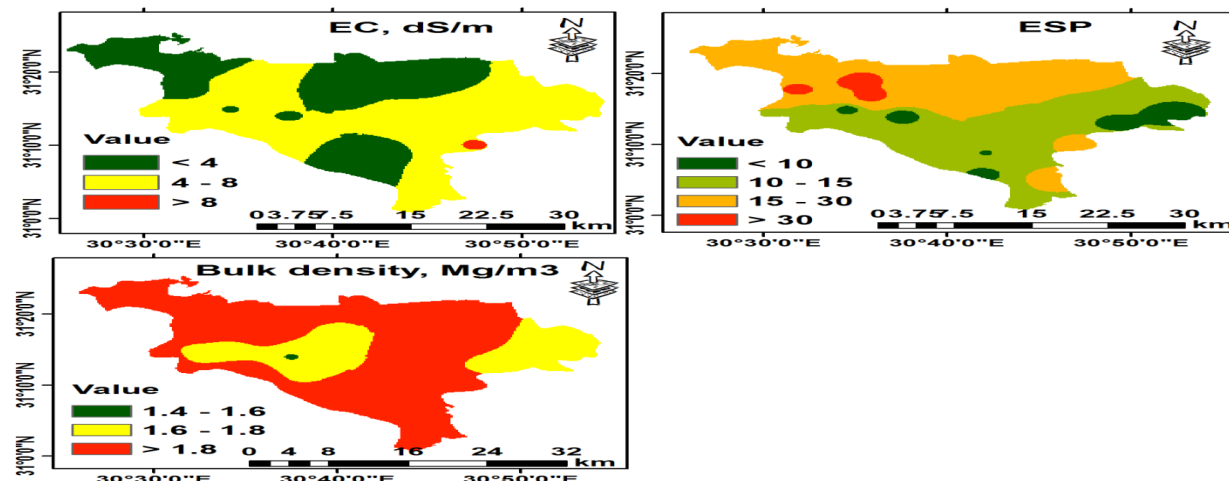 EC, dS/m
N
31°20'0"N
31°10'0"N
31°0'0"N
Value
< 4
4 - 8
> 8
0 3.75 7.5 15 22.5 30
km
30°30'0"E 30°40'0"E 30°50'0"E
ESP
N
31°20'0"N
31°10'0"N
31°0'0"N
Value
< 10
10 - 15
15 - 30
> 30
0 3.75 7.5 15 22.5 30
km
30°30'0"E 30°40'0"E 30°50'0"E
Bulk density, Mg/m3
N
31°20'0"N
31°10'0"N
31°0'0"N
Value
1.4 - 1.6
1.6 - 1.8
> 1.8
0 4 8 16 24 32
km
30°30'0"E 30°40'0"E 30°50'0"E